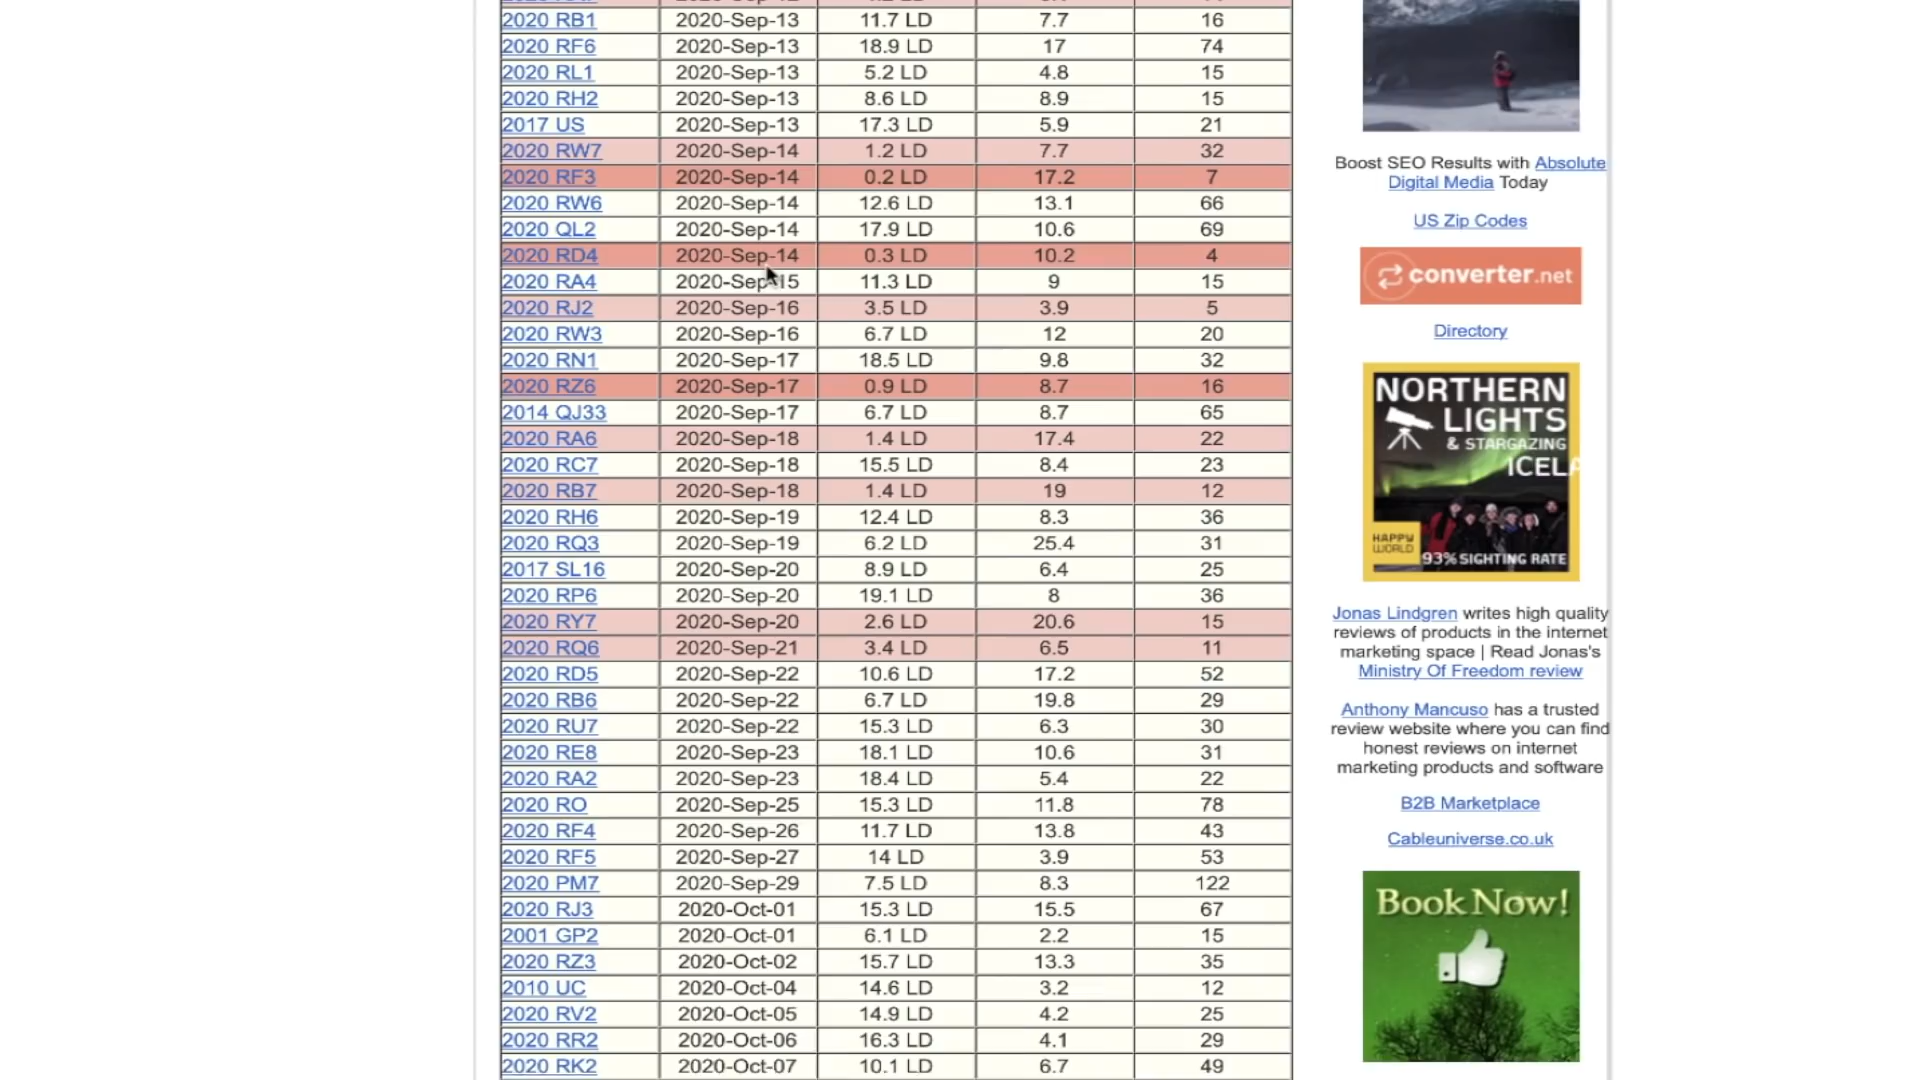 2020 RB1 2020-Sep-13 11.7 LD 7.7 16
2020 RF6 2020-Sep-13 18.9 LD 17 74
2020 RL1 2020-Sep-13 5.2 LD 4.8 15
2020 RH2 2020-Sep-13 8.6 LD 8.9 15
2017 US 2020-Sep-13 17.3 LD 5.9 21
2020 RW7 2020-Sep-14 1.2 LD 7.7 32
2020 RF3 2020-Sep-14 0.2 LD 17.2 7
2020 RW6 2020-Sep-14 12.6 LD 13.1 66
2020 QL2 2020-Sep-14 17.9 LD 10.6 69
2020 RD4 2020-Sep-14 0.3 LD 10.2 4
2020 RA4 2020-Sep-15 11.3 LD 9 15
2020 RJ2 2020-Sep-16 3.5 LD 3.9 5
2020 RW3 2020-Sep-16 6.7 LD 12 20
2020 RN1 2020-Sep-17 18.5 LD 9.8 32
2020 RZ6 2020-Sep-17 0.9 LD 8.7 16
2014 QJ33 2020-Sep-17 6.7 LD 8.7 65
2020 RA6 2020-Sep-18 1.4 LD 17.4 22
2020 RC7 2020-Sep-18 15.5 LD 8.4 23
2020 RB7 2020-Sep-18 1.4 LD 19 12
2020 RH6 2020-Sep-19 12.4 LD 8.3 36
2020 RQ3 2020-Sep-19 6.2 LD 25.4 31
2017 SL16 2020-Sep-20 8.9 LD 6.4 25
2020 RP6 2020-Sep-20 19.1 LD 8 36
2020 RY7 2020-Sep-20 2.6 LD 20.6 15
2020 RQ6 2020-Sep-21 3.4 LD 6.5 11
2020 RD5 2020-Sep-22 10.6 LD 17.2 52
2020 RB6 2020-Sep-22 6.7 LD 19.8 29
2020 RU7 2020-Sep-22 15.3 LD 6.3 30
2020 RE8 2020-Sep-23 18.1 LD 10.6 31
2020 RA2 2020-Sep-23 18.4 LD 5.4 22
2020 RO 2020-Sep-25 15.3 LD 11.8 78
2020 RF4 2020-Sep-26 11.7 LD 13.8 43
2020 RF5 2020-Sep-27 14 LD 3.9 53
2020 PM7 2020-Sep-29 7.5 LD 8.3 122
2020 RJ3 2020-Oct-01 15.3 LD 15.5 67
2001 GP2 2020-Oct-01 6.1 LD 2.2 15
2020 RZ3 2020-Oct-02 15.7 LD 13.3 35
2010 UC 2020-Oct-04 14.6 LD 3.2 12
2020 RV2 2020-Oct-05 14.9 LD 4.2 25
2020 RR2 2020-Oct-06 16.3 LD 4.1 29
2020 RK2 2020-Oct-07 10.1 LD 6.7 49
Boost SEO Results with Absolute
Digital Media Today
US Zip Codes
converter.net
Directory
NORTHERN
LIGHTS
& STARGAZING
ICELA
HAPPY
WORLD
93% SIGHTING RATE
Jonas Lindgren writes high quality
reviews of products in the internet
marketing space | Read Jonas's
Ministry Of Freedom review
Anthony Mancuso has a trusted
review website where you can find
honest reviews on internet
marketing products and software
B2B Marketplace
Cableuniverse.co.uk
Book Now!